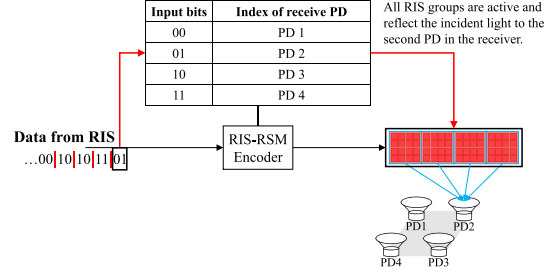 Input bits Index of receive PD
00 PD 1
01 PD 2
10 PD 3
11 PD 4
All RIS groups are active and
reflect the incident light to the
second PD in the receiver.
Data from RIS
...00|10|10|11|01
RIS-RSM
Encoder
PD1 PD2
PD4 PD3